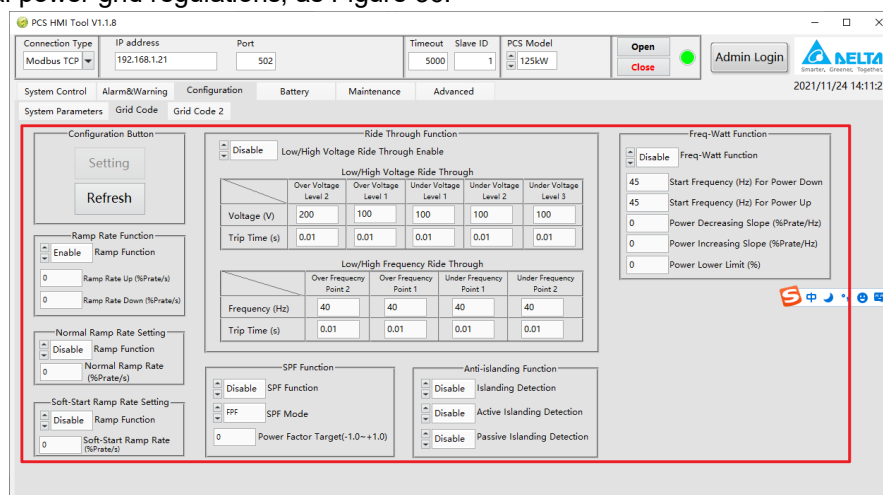 PCS HMI Tool V1.1.8
Connection Type IP address Port Timeout Slave ID PCS Model
Modbus TCP 192.168.1.21 502 5000 1 125kW
Open
Close
Admin Login
DELTA
Smarter. Greener. Together.
System Control Alarm&Warning Configuration Battery Maintenance Advanced
2021/11/24 14:11:2
System Parameters Grid Code Grid Code 2
Configuration Button
Setting
Refresh
Ramp Rate Function
Enable Ramp Function
0 Ramp Rate Up (%Prate/s)
0 Ramp Rate Down (%Prate/s)
Normal Ramp Rate Setting
Disable Ramp Function
0 Normal Ramp Rate
(%Prate/s)
Soft-Start Ramp Rate Setting
Disable Ramp Function
0 Soft-Start Ramp Rate
(%Prate/s)
Ride Through Function
Disable Low/High Voltage Ride Through Enable
Low/High Voltage Ride Through
Over Voltage Level 2 Over Voltage Level 1 Under Voltage Level 1 Under Voltage Level 2 Under Voltage Level 3
Voltage (V) 200 100 100 100 100
Trip Time (s) 0.01 0.01 0.01 0.01 0.01
Low/High Frequency Ride Through
Over Frequecny Point 2 Over Frequency Point 1 Under Frequency Point 1 Under Frequency Point 2
Frequency (Hz) 40 40 40 40
Trip Time (s) 0.01 0.01 0.01 0.01
SPF Function
Disable SPF Function
FPF SPF Mode
0 Power Factor Target(-1.0~+1.0)
Anti-islanding Function
Disable Islanding Detection
Disable Active Islanding Detection
Disable Passive Islanding Detection
Freq-Watt Function
Disable Freq-Watt Function
45 Start Frequency (Hz) For Power Down
45 Start Frequency (Hz) For Power Up
0 Power Decreasing Slope (%Prate/Hz)
0 Power Increasing Slope (%Prate/Hz)
0 Power Lower Limit (%)
S 中